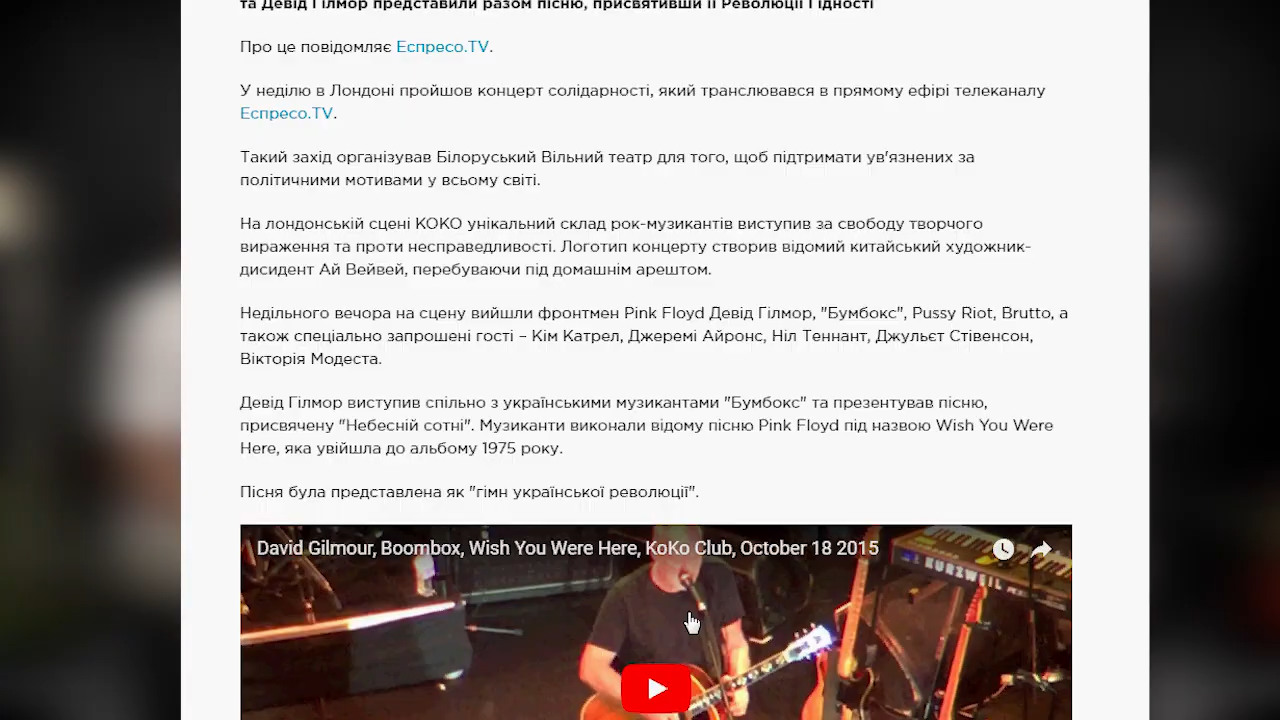 та Девід Гілмор представили разом пісню, присвятивши її Революції Гідності
Про це повідомляє Еспресо.TV.
У неділю в Лондоні пройшов концерт солідарності, який транслювався в прямому ефірі телеканалу
Еспресо.TV.
Такий захід організував Білоруський Вільний театр для того, щоб підтримати ув'язнених за
політичними мотивами у всьому світі.
На лондонській сцені КОКО унікальний склад рок-музикантів виступив за свободу творчого
вираження та проти несправедливості. Логотип концерту створив відомий китайський художник-
дисидент Ай Вейвей, перебуваючи під домашнім арештом.
Недільного вечора на сцену вийшли фронтмен Pink Floyd Девід Гілмор, "Бумбокс", Pussy Riot, Brutto, а
також спеціально запрошені гості – Кім Катрел, Джеремі Айронс, Ніл Теннант, Джульєт Стівенсон,
Вікторія Модеста.
Девід Гілмор виступив спільно з українськими музикантами "Бумбокс" та презентував пісню,
присвячену "Небесній сотні". Музиканти виконали відому пісню Pink Floyd під назвою Wish You Were
Here, яка увійшла до альбому 1975 року.
Пісня була представлена як "гімн української революції".
David Gilmour, Boombox, Wish You Were Here, KoKo Club, October 18 2015
KURZWEIL